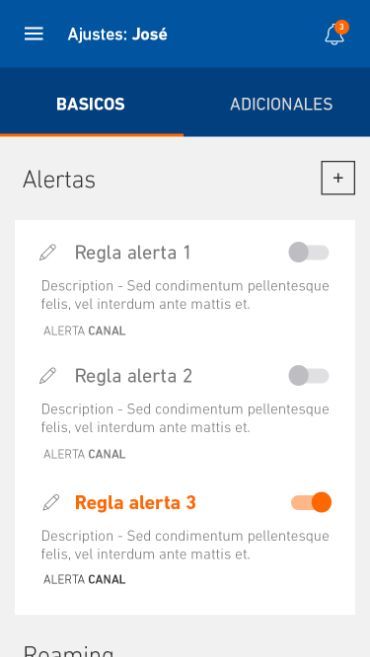 Ajustes: José
3
BASICOS ADICIONALES
Alertas
+
Regla alerta 1
Description - Sed condimentum pellentesque
felis, vel interdum ante mattis et.
ALERTA CANAL
Regla alerta 2
Description - Sed condimentum pellentesque
felis, vel interdum ante mattis et.
ALERTA CANAL
Regla alerta 3
Description - Sed condimentum pellentesque
felis, vel interdum ante mattis et.
ALERTA CANAL
Roaming